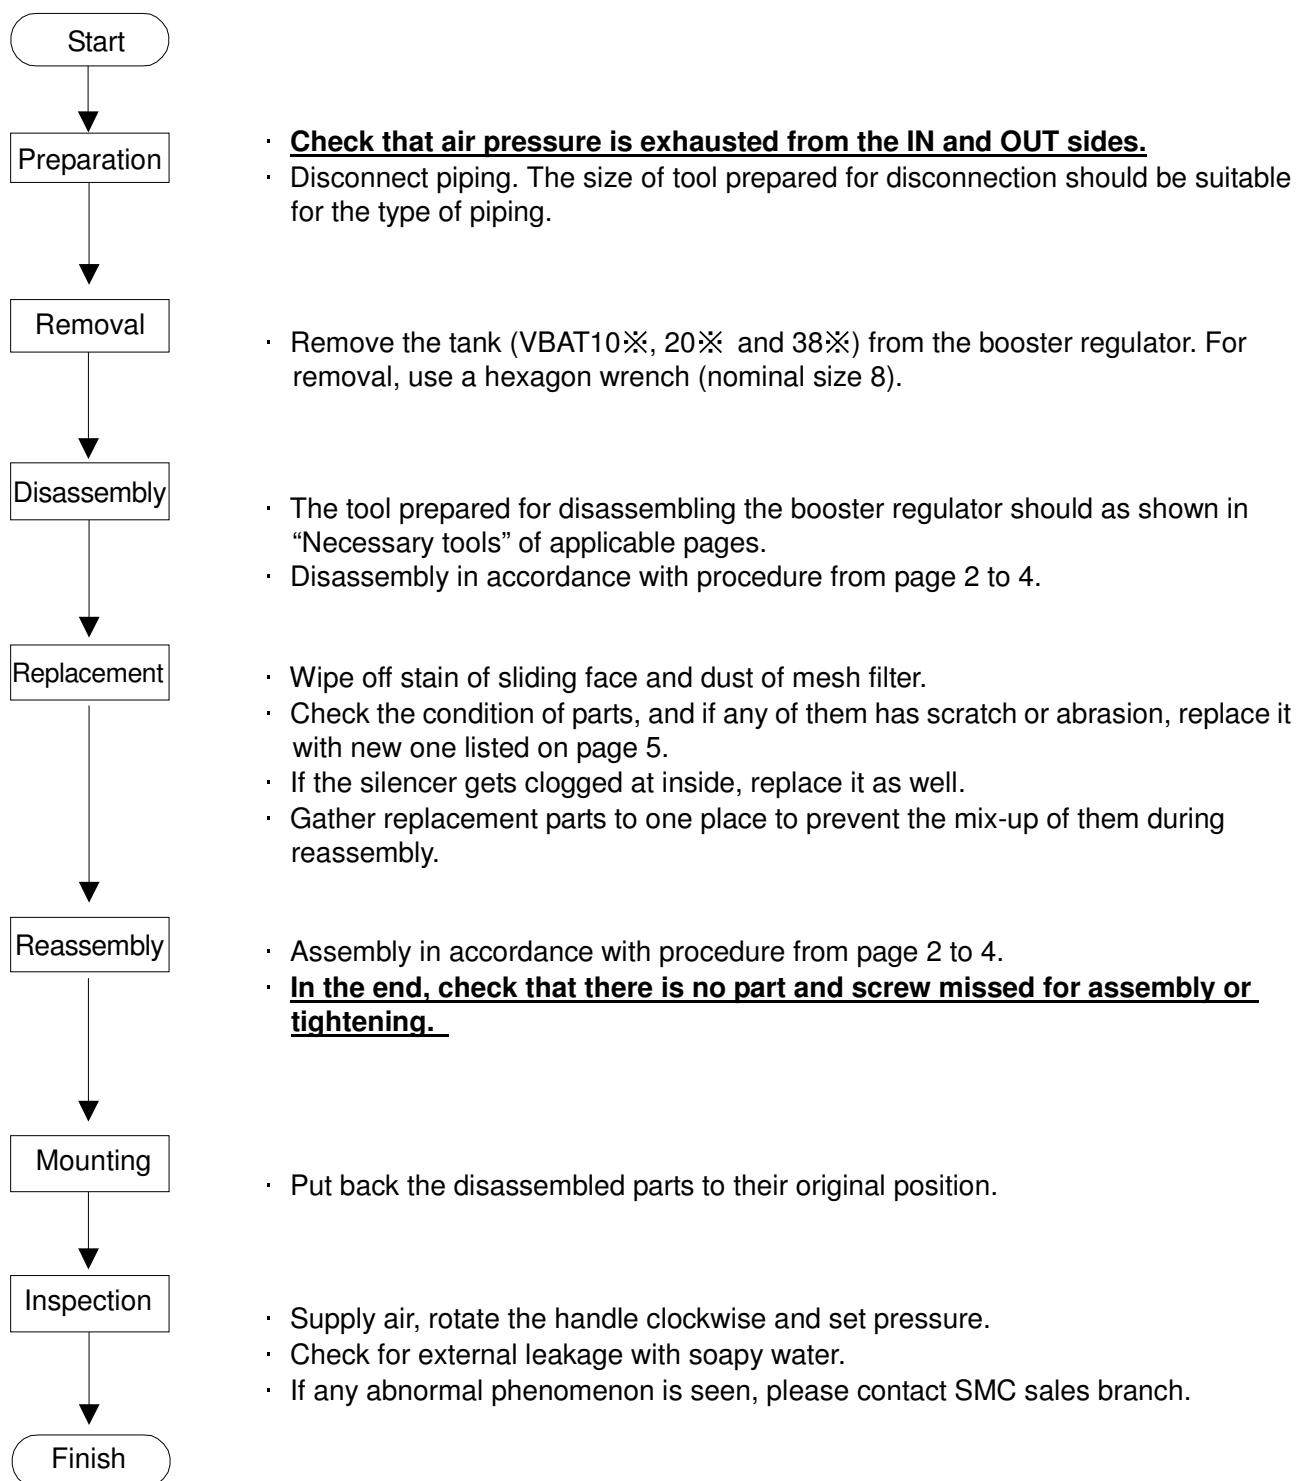 Start
Preparation
· Check that air pressure is exhausted from the IN and OUT sides.
· Disconnect piping. The size of tool prepared for disconnection should be suitable
for the type of piping.
Removal
· Remove the tank (VBAT10※, 20※ and 38※) from the booster regulator. For
removal, use a hexagon wrench (nominal size 8).
Disassembly
· The tool prepared for disassembling the booster regulator should as shown in
“Necessary tools” of applicable pages.
· Disassembly in accordance with procedure from page 2 to 4.
Replacement
· Wipe off stain of sliding face and dust of mesh filter.
· Check the condition of parts, and if any of them has scratch or abrasion, replace it
with new one listed on page 5.
· If the silencer gets clogged at inside, replace it as well.
· Gather replacement parts to one place to prevent the mix-up of them during
reassembly.
Reassembly
· Assembly in accordance with procedure from page 2 to 4.
· In the end, check that there is no part and screw missed for assembly or
tightening.
Mounting
· Put back the disassembled parts to their original position.
Inspection
· Supply air, rotate the handle clockwise and set pressure.
· Check for external leakage with soapy water.
· If any abnormal phenomenon is seen, please contact SMC sales branch.
Finish